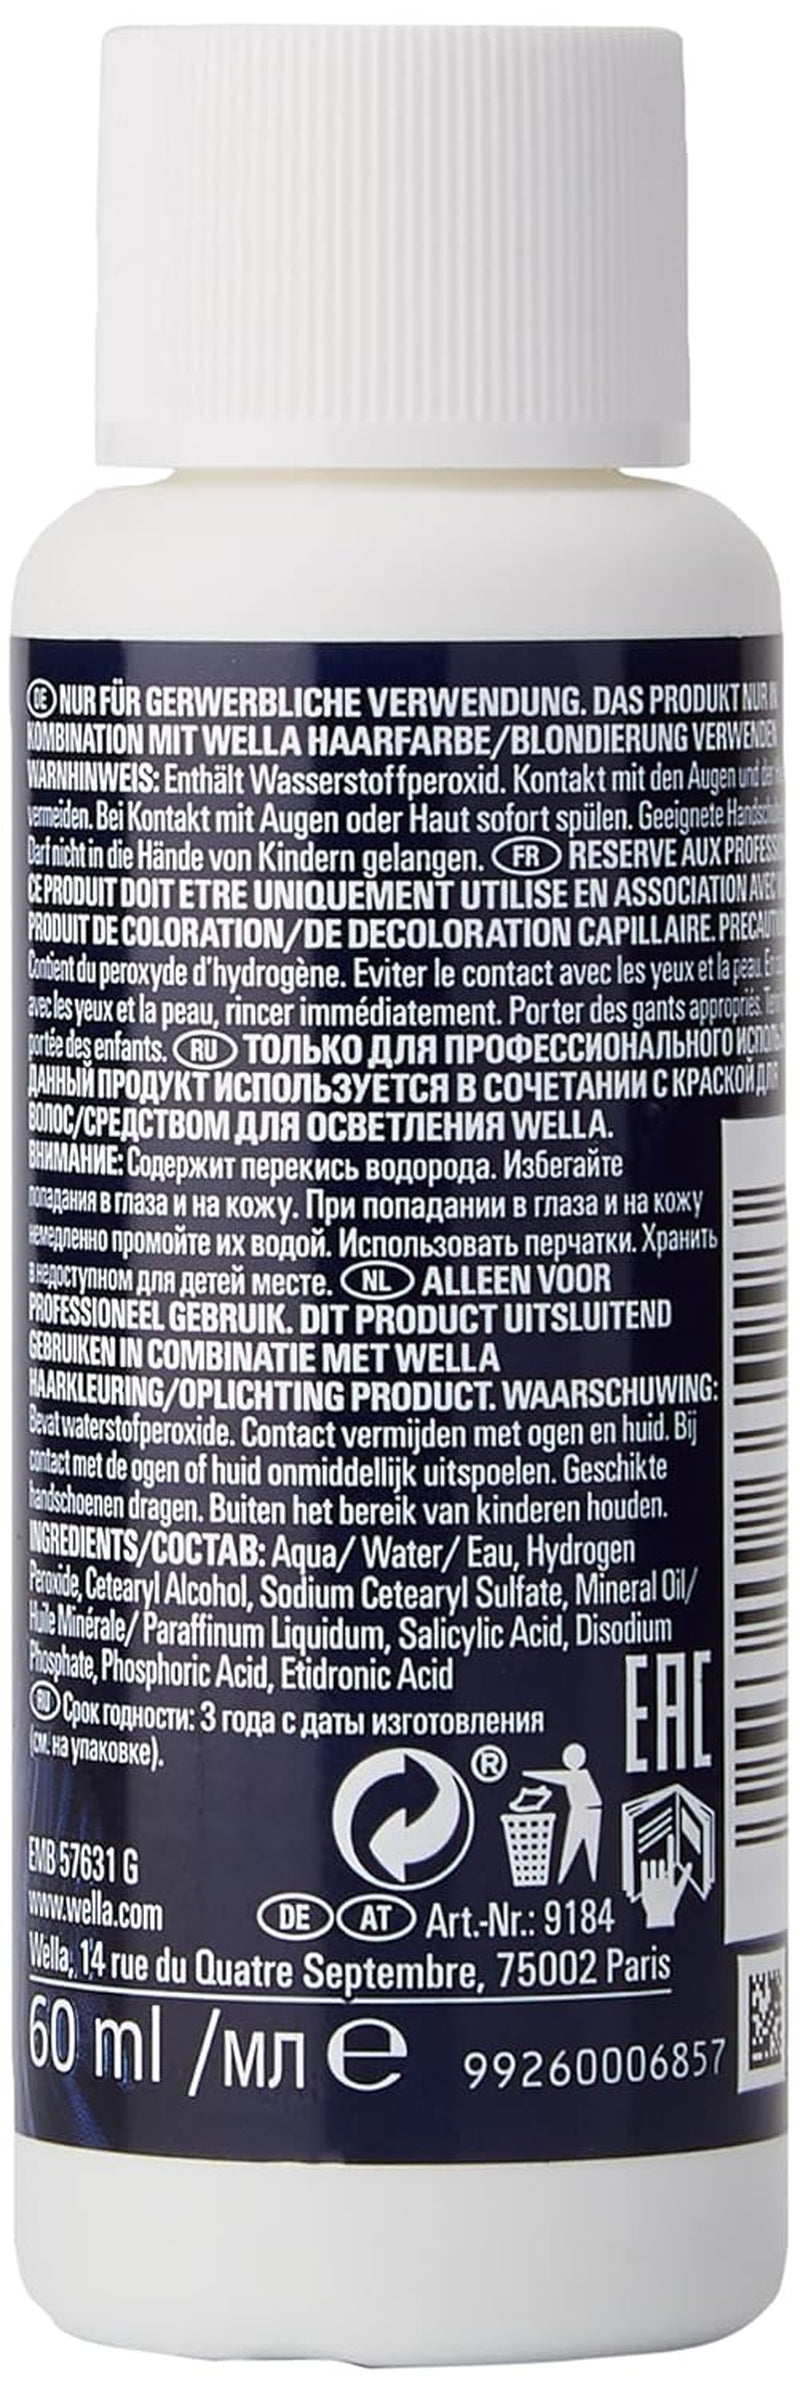 DE NUR FÜR GERWERBLICHE VERWENDUNG. DAS PRODUKT NUR IN
KOMBINATION MIT WELLA HAARFARBE/BLONDIERUNG VERWENDEN
WARNHINWEIS: Enthält Wasserstoffperoxid. Kontakt mit den Augen und der
vermeiden. Bei Kontakt mit Augen oder Haut sofort spülen. Geeignete
Darf nicht in die Hände von Kindern gelangen. FR RESERVE AUX
CE PRODUIT DOIT ETRE UNIQUEMENT UTILISE EN ASSOCIATION AVEC
PRODUIT DE COLORATION/DE DECOLORATION CAPILLAIRE.
Contient du peroxyde d'hydrogène. Eviter le contact avec les yeux et la peau. En
avec les yeux et la peau, rincer immédiatement. Porter des gants appropriés.
portée des enfants. RU ТОЛЬКО ДЛЯ ПРОФЕССИОНАЛЬНОГО
ДАННЫЙ ПРОДУКТ ИСПОЛЬЗУЕТСЯ В СОЧЕТАНИИ С КРАСКОЙ ДЛЯ
ВОЛОС/СРЕДСТВОМ ДЛЯ ОСВЕТЛЕНИЯ WELLA.
ВНИМАНИЕ: Содержит перекись водорода. Избегайте
попадания в глаза и на кожу. При попадании в глаза и на кожу
немедленно промойте их водой. Использовать перчатки. Хранить
в недоступном для детей месте. NL ALLEEN VOOR
PROFESSIONEEL GEBRUIK. DIT PRODUCT UITSLUITEND
GEBRUIKEN IN COMBINATIE MET WELLA
HAARKLEURING/OPLICHTING PRODUCT. WAARSCHUWING:
Bevat waterstofperoxide. Contact vermijden met ogen en huid. Bij
contact met de ogen of huid onmiddellijk uitspoelen. Geschikte
handschoenen dragen. Buiten het bereik van kinderen houden.
INGREDIENTS/СОСТАВ: Aqua/ Water/ Eau, Hydrogen
Peroxide, Cetearyl Alcohol, Sodium Cetearyl Sulfate, Mineral Oil/
Huile Minérale/ Paraffinum Liquidum, Salicylic Acid, Disodium
Phosphate, Phosphoric Acid, Etidronic Acid
RU Срок годности: 3 года с даты изготовления
(см. на упаковке).
EAC
®
EMB 57631 G
www.wella.com
DE AT Art.-Nr.: 9184
Wella, 14 rue du Quatre Septembre, 75002 Paris
60 ml /мл e
99260006857